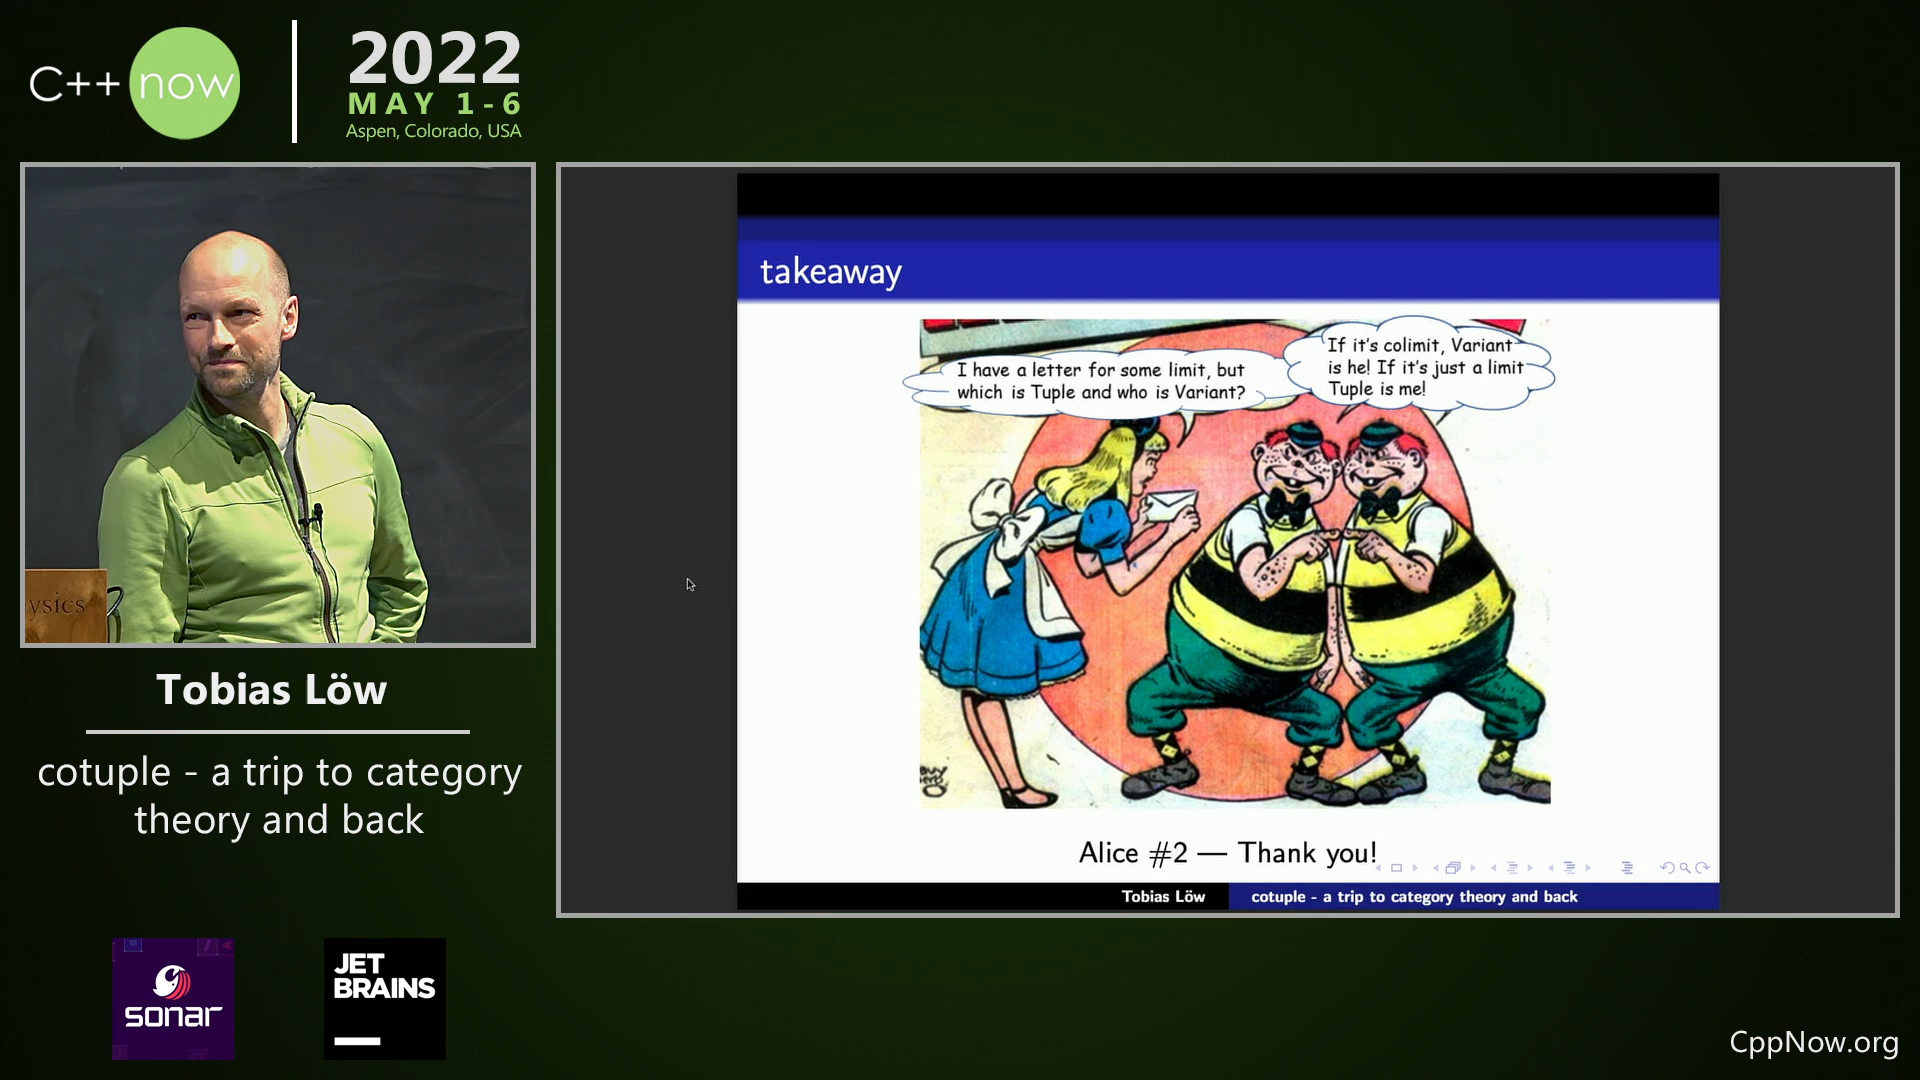 C++ now
2022
MAY 1-6
Aspen, Colorado, USA
takeaway
I have a letter for some limit, but
which is Tuple and who is Variant?
If it's colimit, Variant
is he! If it's just a limit
Tuple is me!
ysics
Alice #2 — Thank you!
Tobias Löw
cotuple - a trip to category theory and back
Tobias Löw
cotuple - a trip to category
theory and back
sonar
JET
BRAINS
CppNow.org